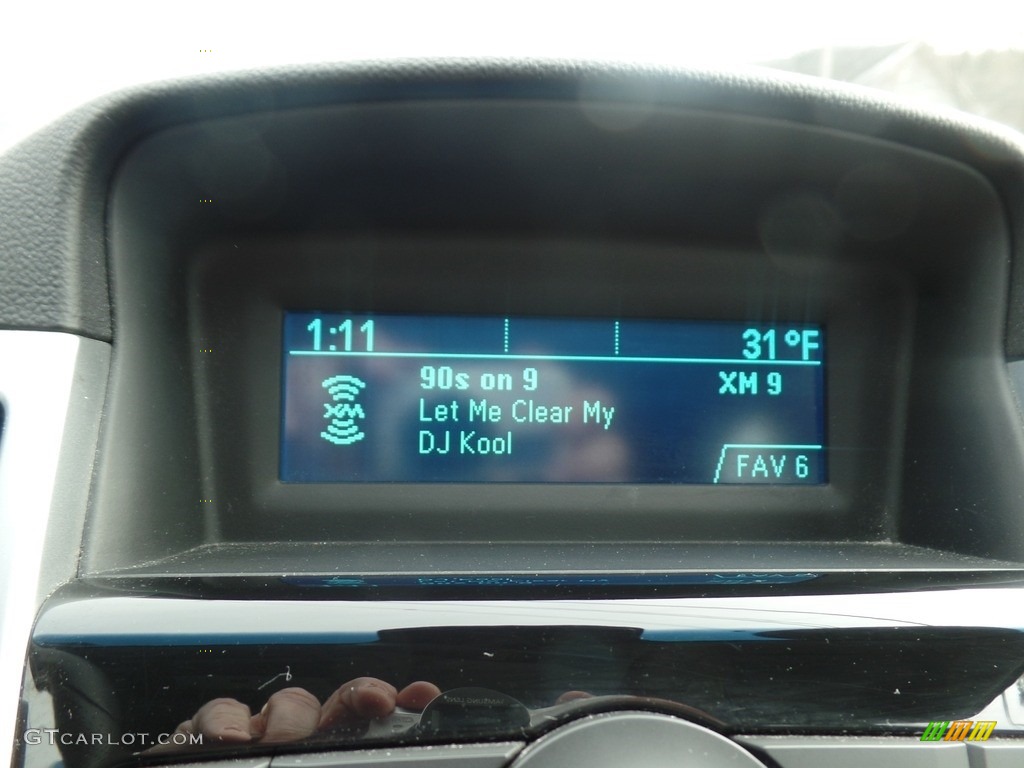 1:11 31°F
90s on 9 XM 9
XM Let Me Clear My
DJ Kool
FAV 6
GTCARLOT.COM